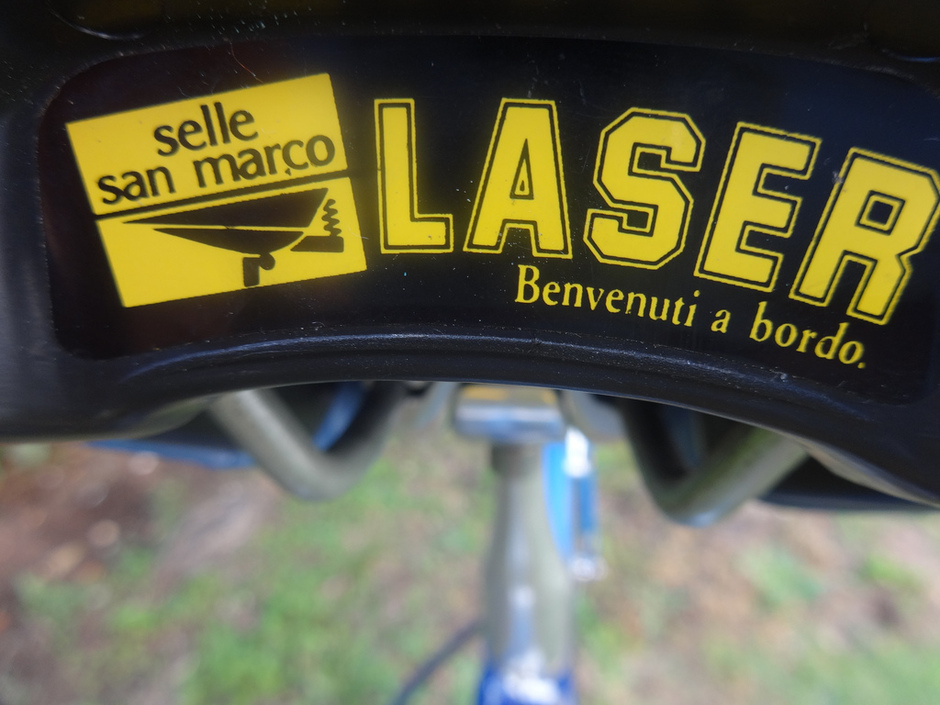 selle
san marco
LASER
Benvenuti a bordo.